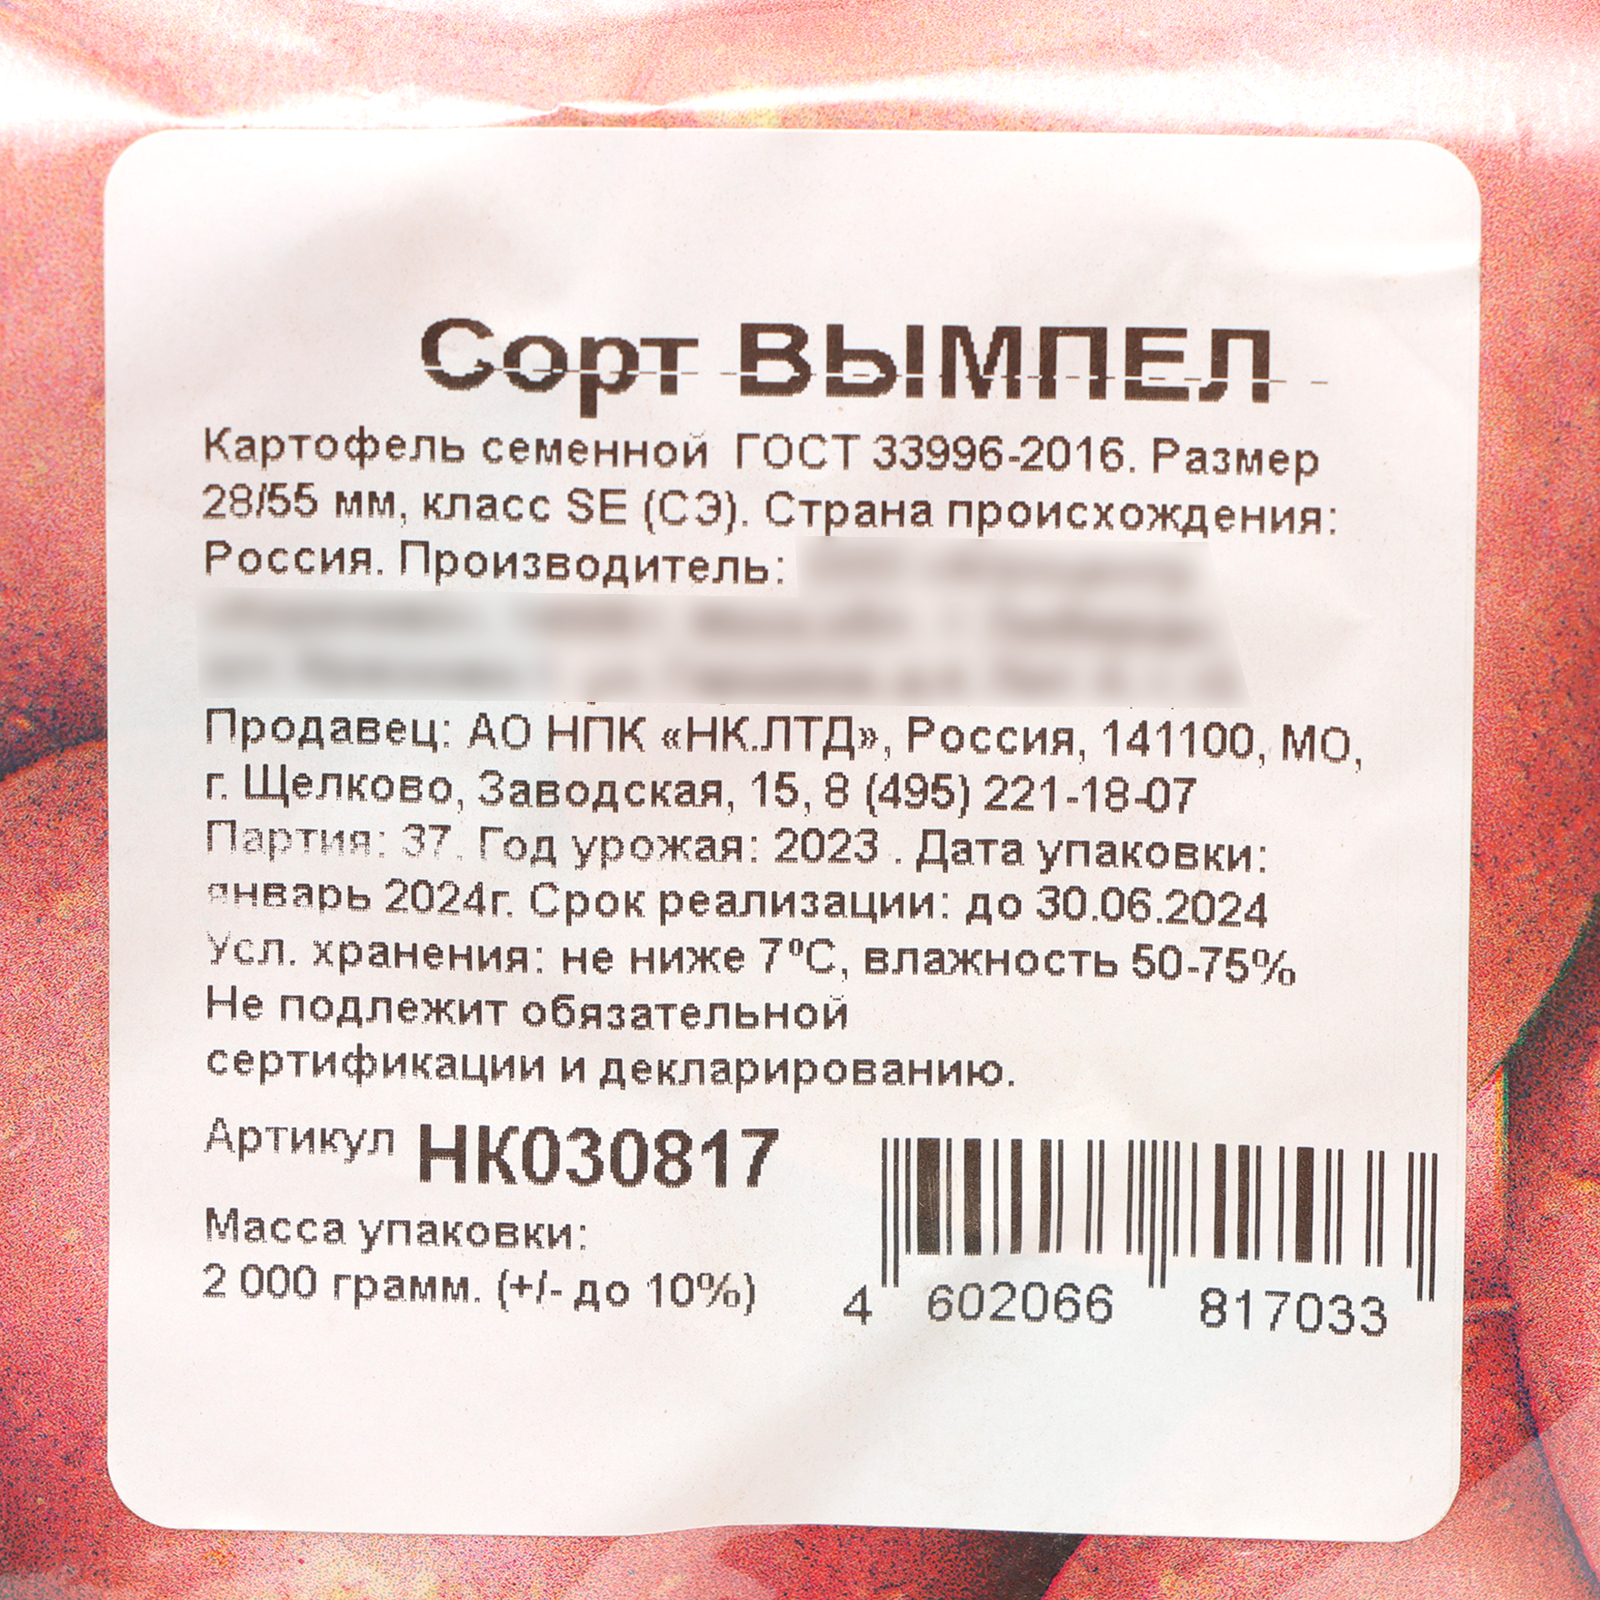 Сорт ВЫМПЕЛ
Картофель семенной ГОСТ 33996-2016. Размер
28/55 мм, класс SE (СЭ). Страна происхождения:
Россия. Производитель:
Продавец: АО НПК «НК.ЛТД», Россия, 141100, МО,
г. Щелково, Заводская, 15, 8 (495) 221-18-07
Партия: 37. Год урожая: 2023 . Дата упаковки:
январь 2024г. Срок реализации: до 30.06.2024
Усл. хранения: не ниже 7ºС, влажность 50-75%
Не подлежит обязательной
сертификации и декларированию.
Артикул НК030817
Масса упаковки:
2 000 грамм. (+/- до 10%)
4 602066 817033